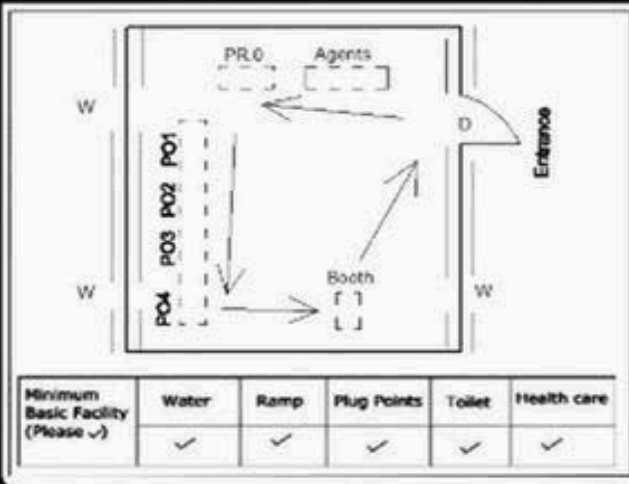 PR.O Agents
W
D
Entrance
PO1
PO2
PO3
PO4
Booth
W
W
Minimum Basic Facility (Please ✓) Water Ramp Plug Points Toilet Health care
✓ ✓ ✓ ✓ ✓